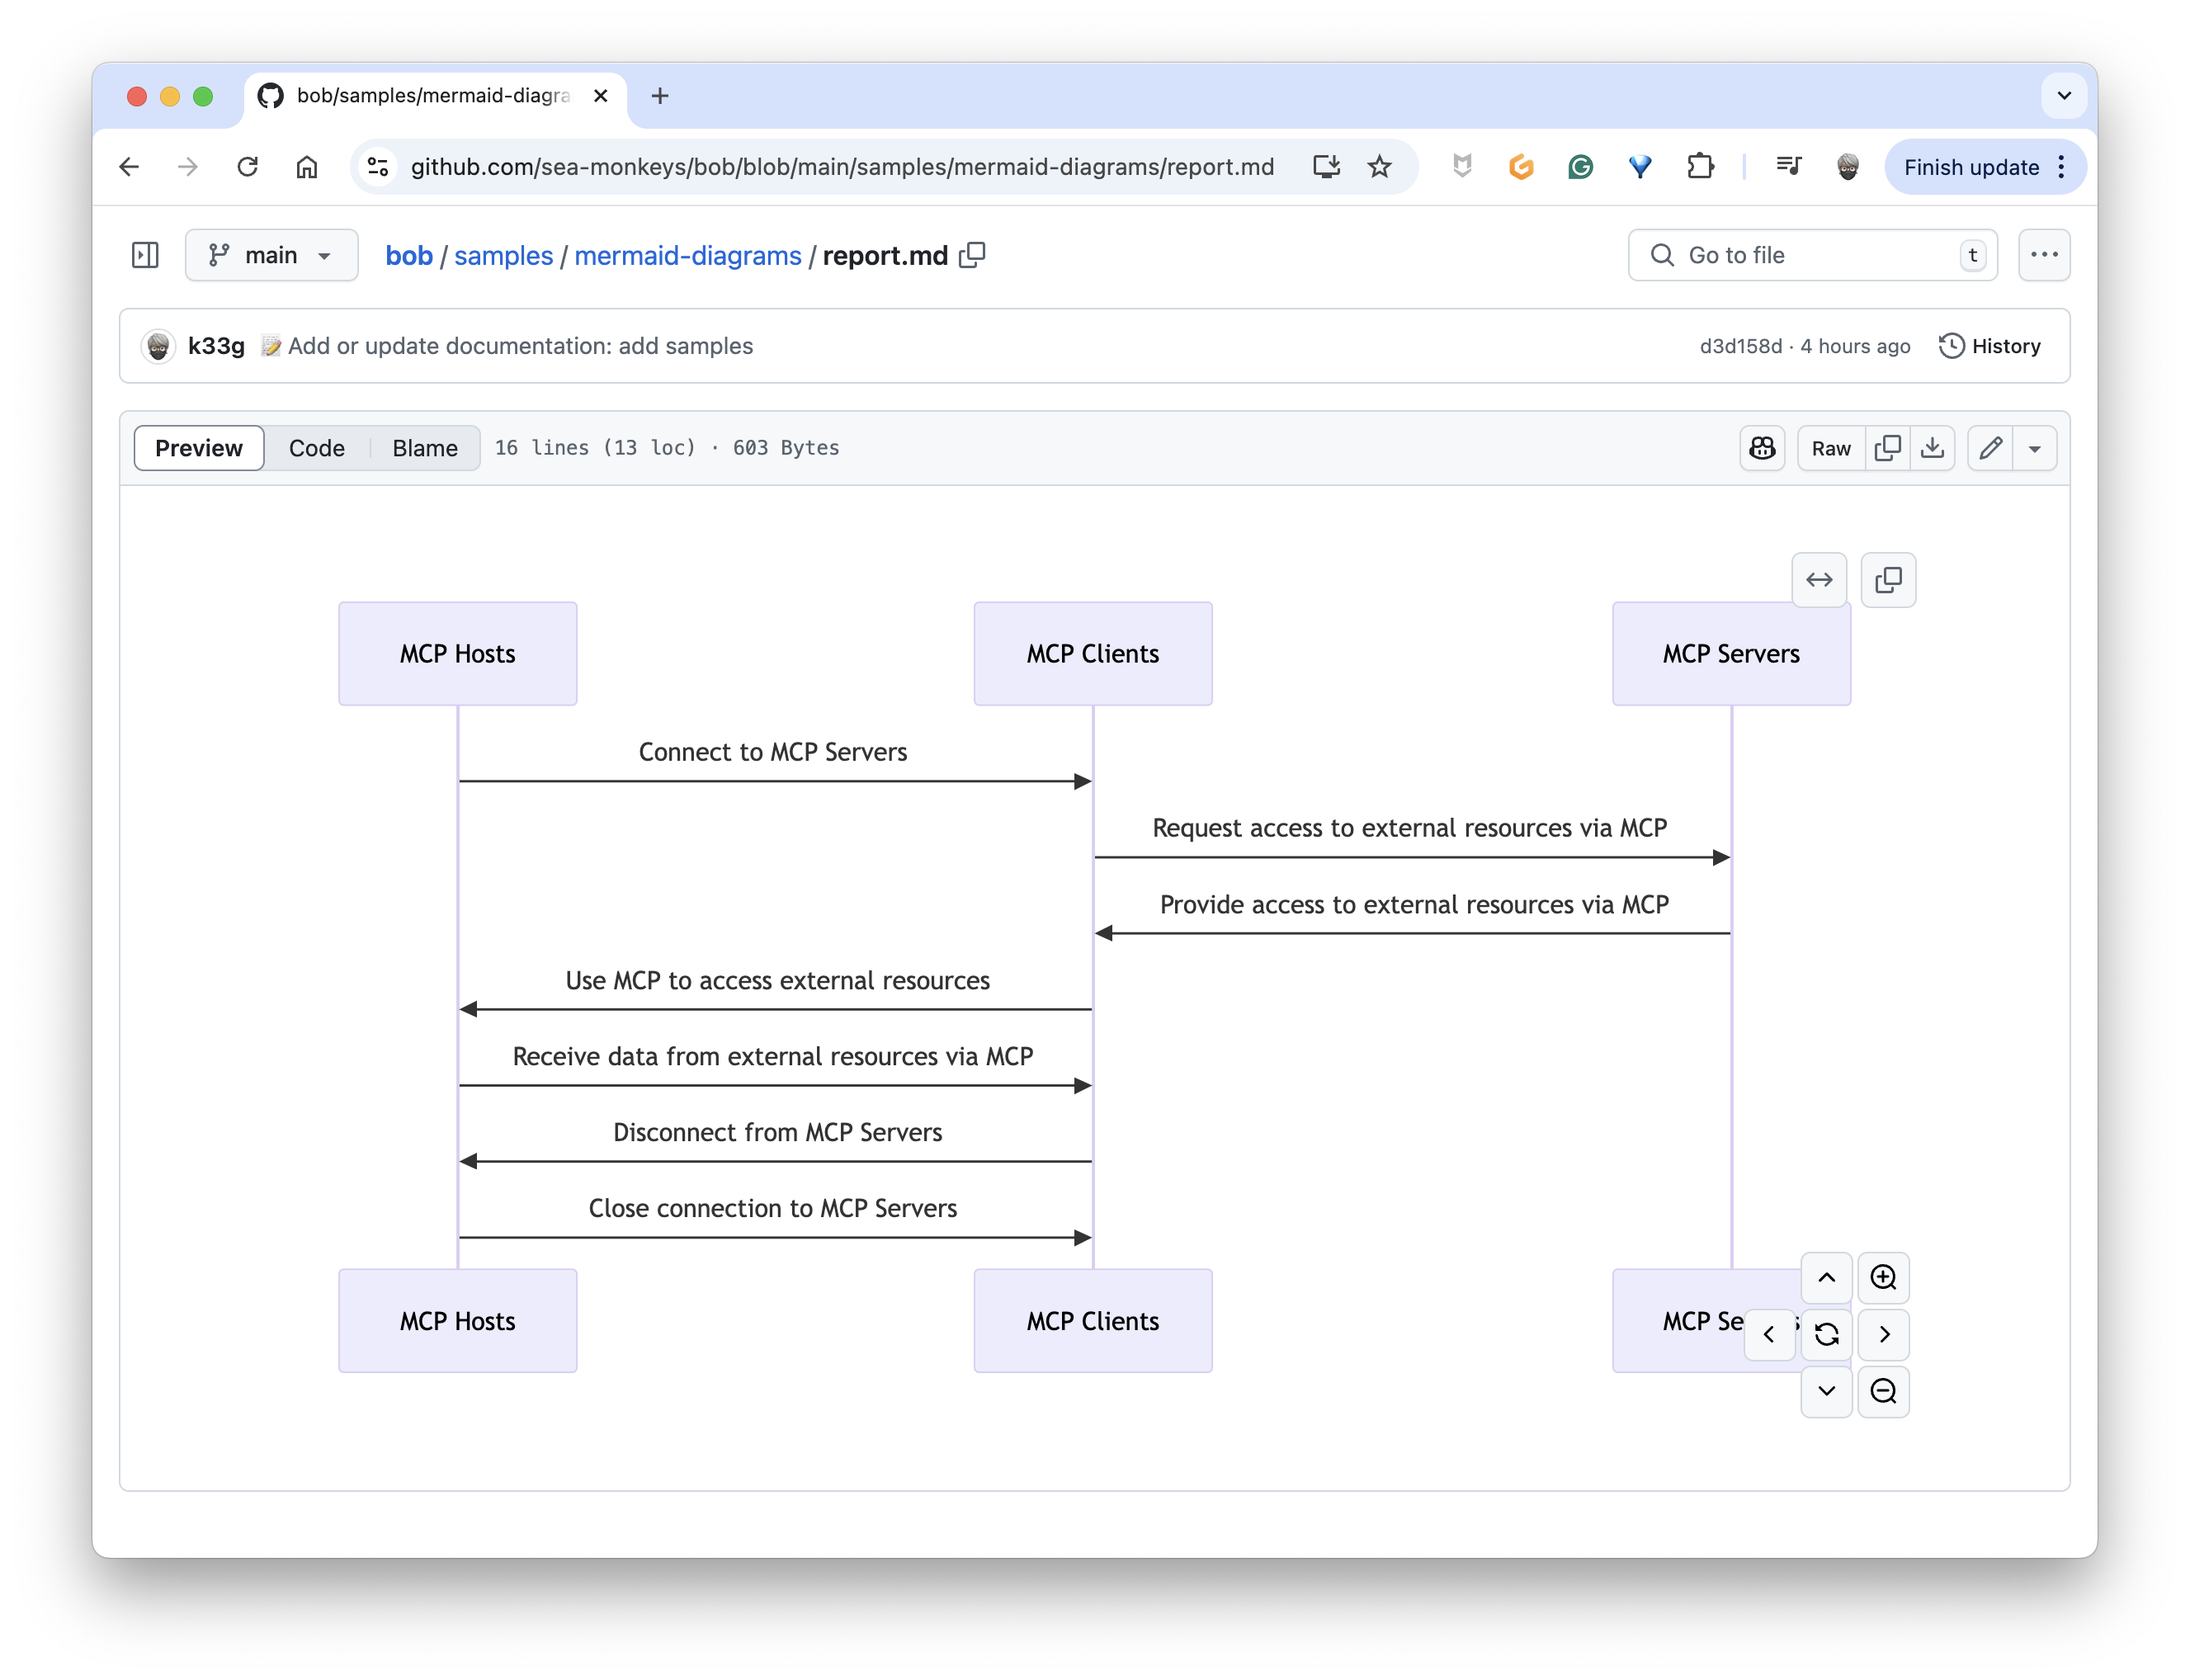 bob/samples/mermaid-diagra
github.com/sea-monkeys/bob/blob/main/samples/mermaid-diagrams/report.md
Finish update
main
bob / samples / mermaid-diagrams / report.md
Go to file
t
k33g 📝 Add or update documentation: add samples
d3d158d · 4 hours ago
History
Preview
Code
Blame
16 lines (13 loc) · 603 Bytes
Raw
MCP Hosts
MCP Clients
MCP Servers
Connect to MCP Servers
Request access to external resources via MCP
Provide access to external resources via MCP
Use MCP to access external resources
Receive data from external resources via MCP
Disconnect from MCP Servers
Close connection to MCP Servers
MCP Hosts
MCP Clients
MCP Se